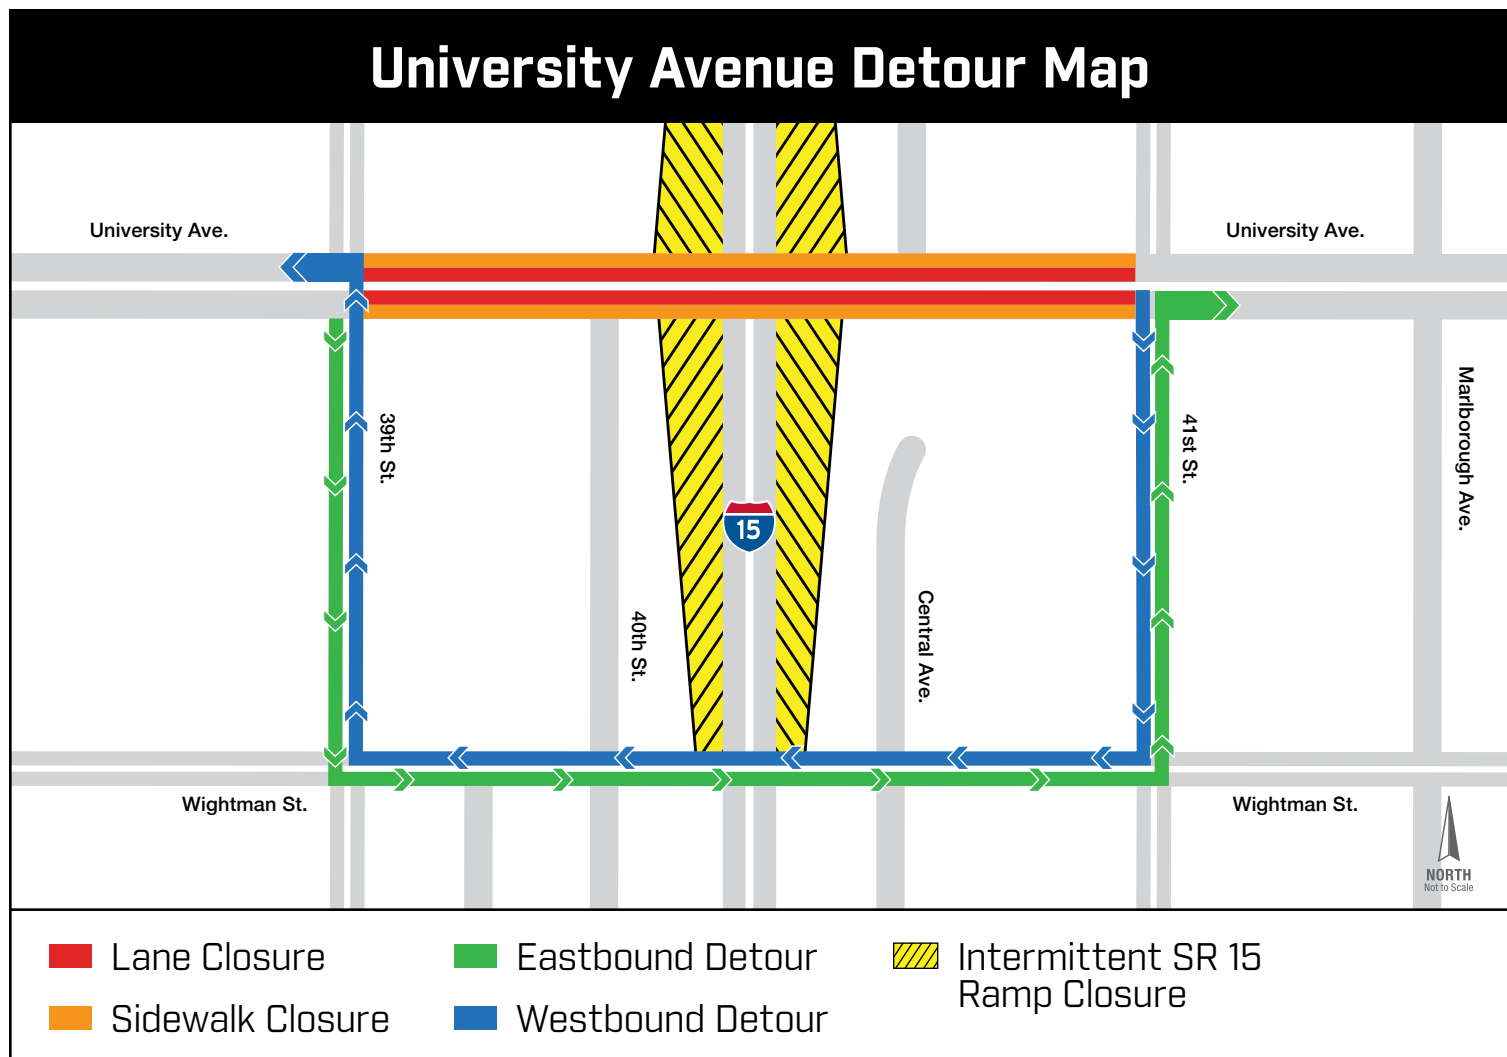 University Avenue Detour Map
University Ave.
University Ave.
39th St.
41st St.
Marlborough Ave.
15
40th St.
Central Ave.
Wightman St.
Wightman St.
NORTH
Not to Scale
Lane Closure
Eastbound Detour
Intermittent SR 15
Ramp Closure
Sidewalk Closure
Westbound Detour